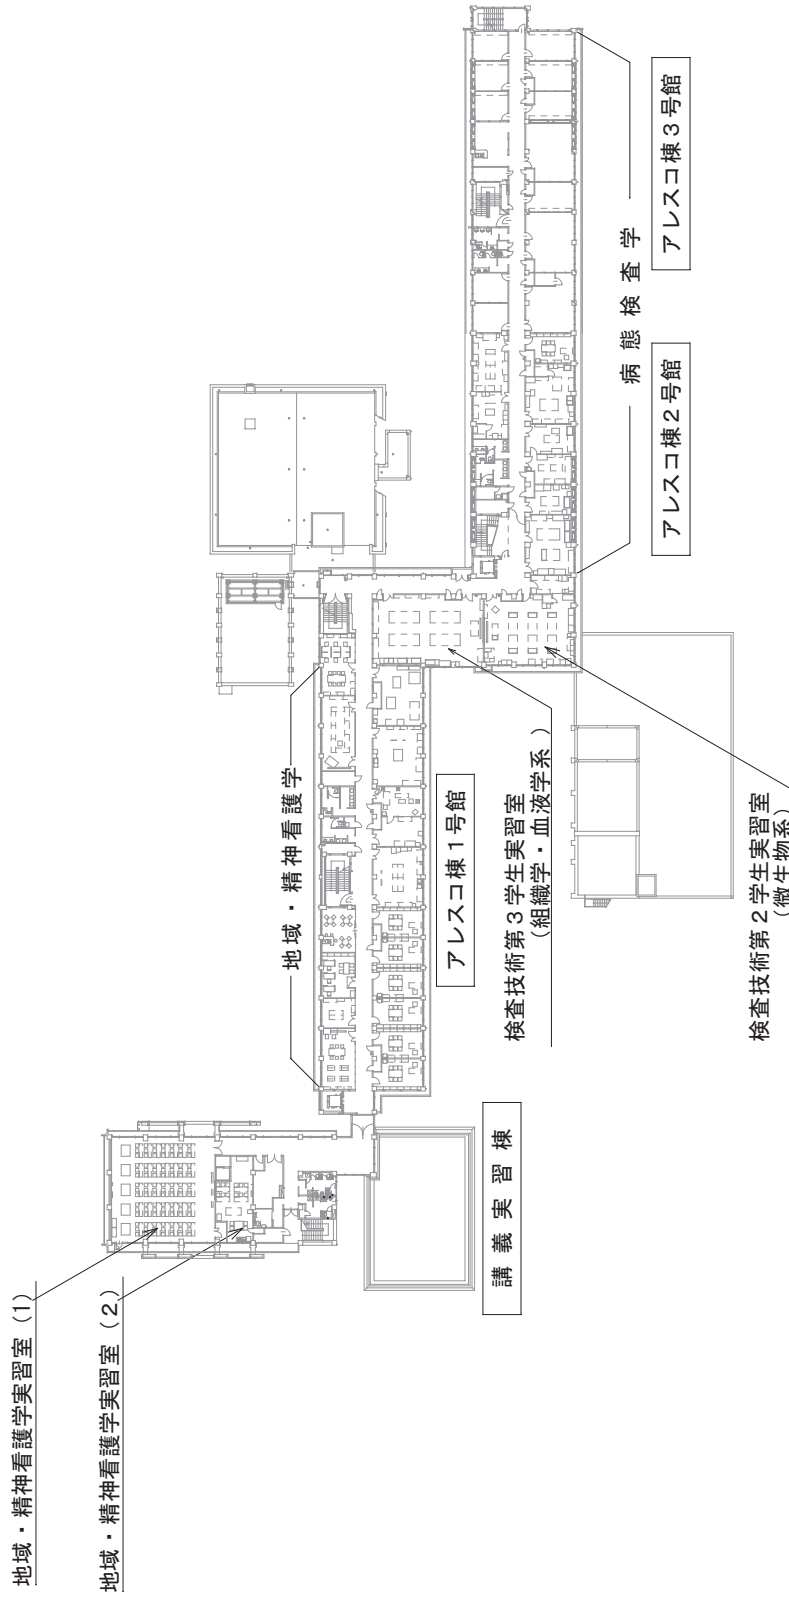 地域・精神看護学実習室（1）
地域・精神看護学実習室（2）
講義実習棟
地域・精神看護学
アレスコ棟1号館
検査技術第3学生実習室
（組織学・血液学系）
検査技術第2学生実習室
（微生物系）
病態検査学
アレスコ棟2号館
アレスコ棟3号館